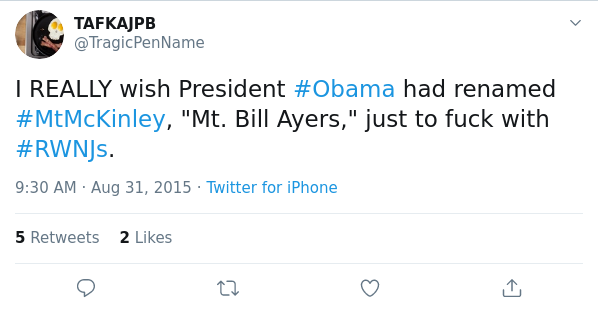 TAFKAJPB
@TragicPenName
I REALLY wish President #Obama had renamed
#MtMcKinley, "Mt. Bill Ayers," just to fuck with
#RWNJs.
9:30 AM · Aug 31, 2015 · Twitter for iPhone
5 Retweets 2 Likes